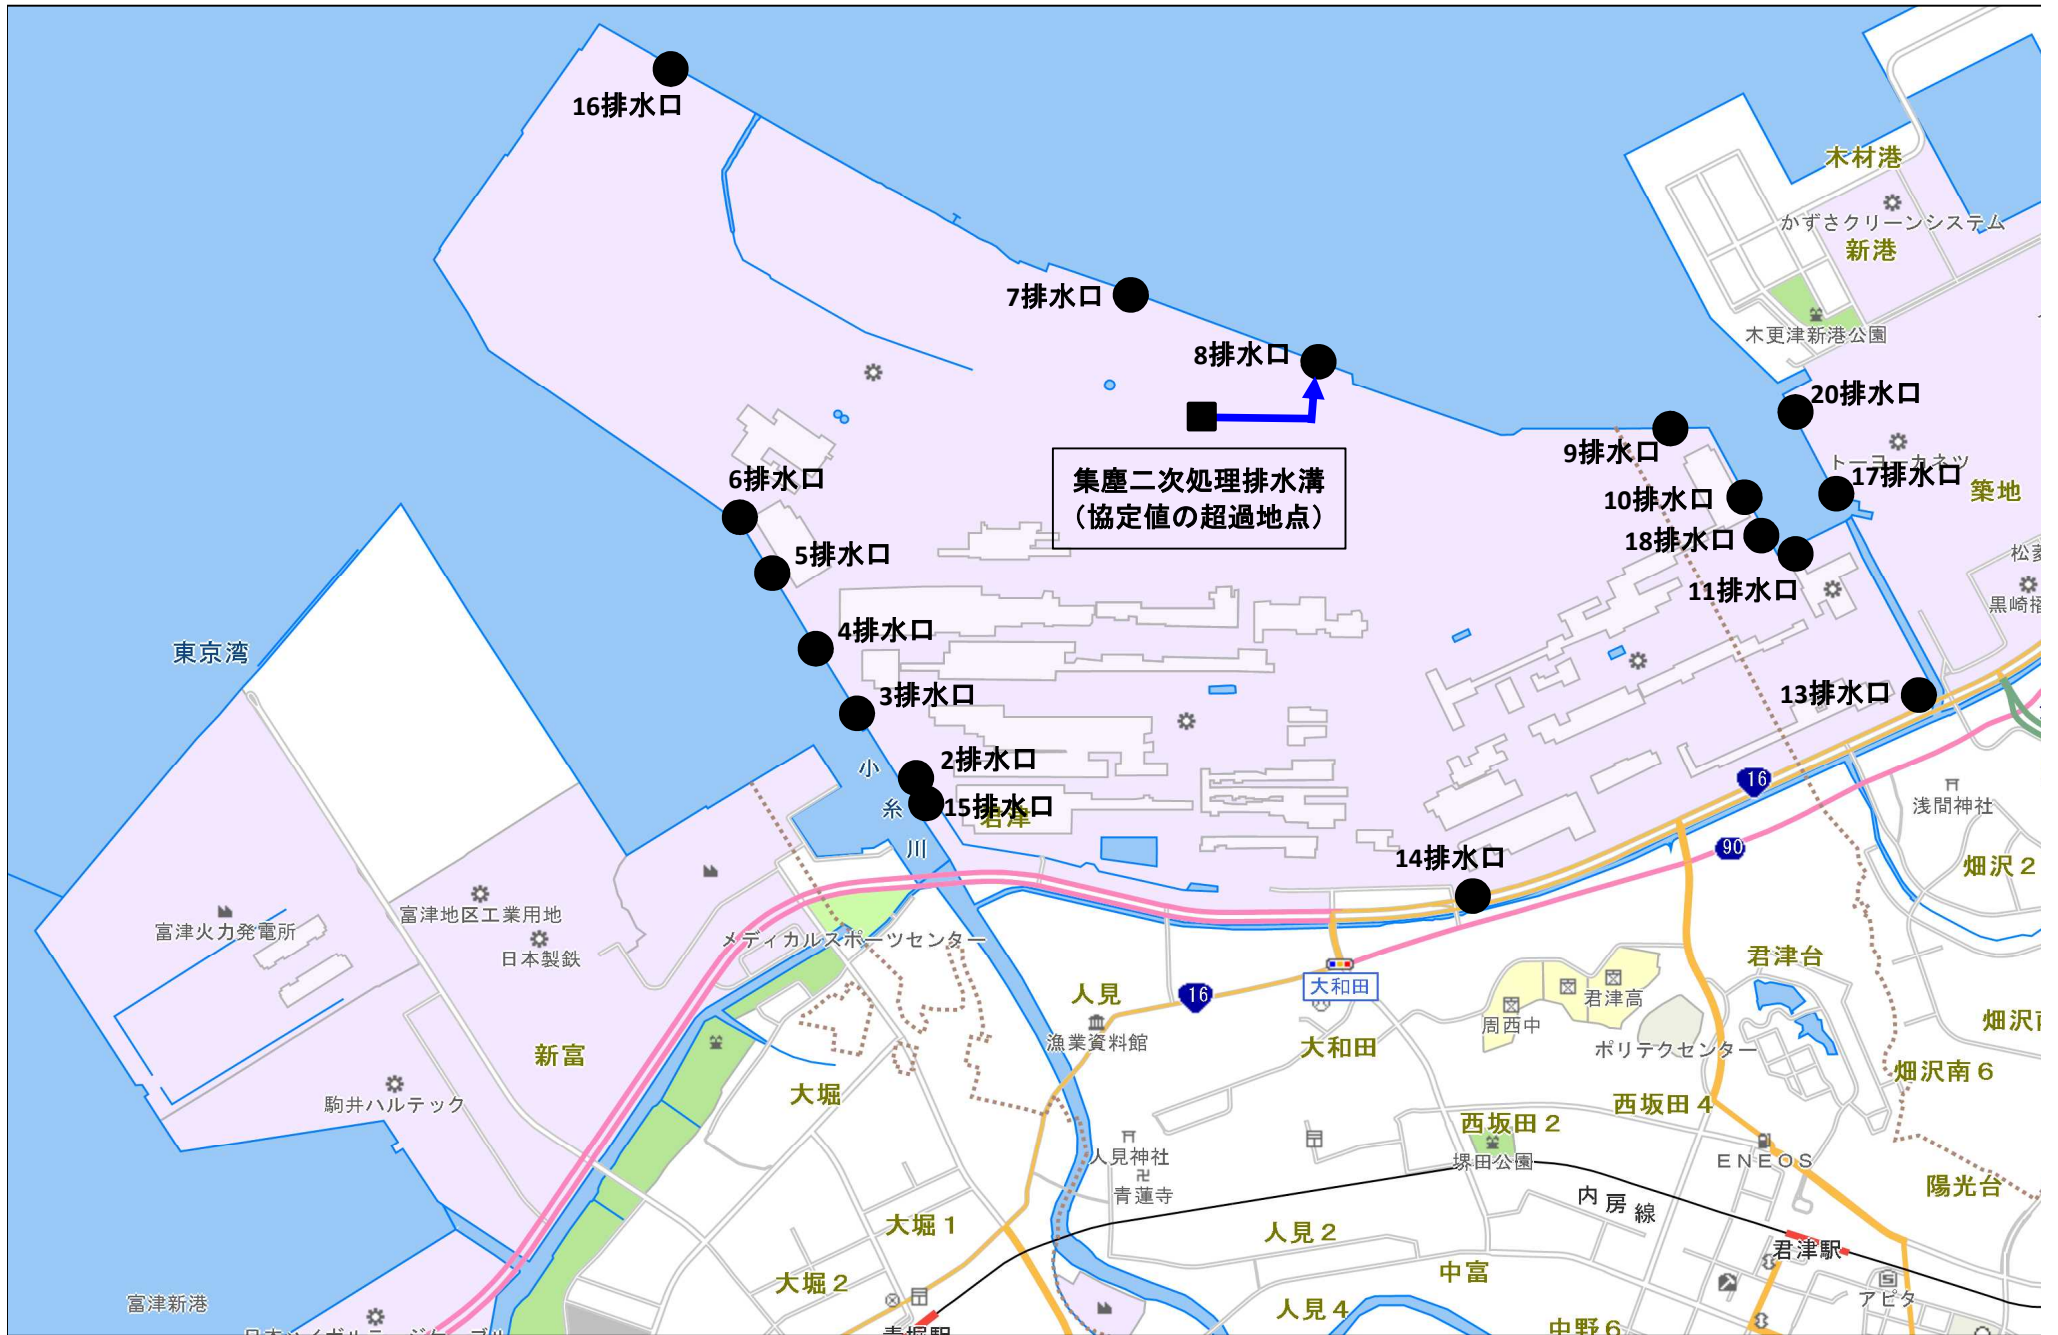 16排水口
木材港
かずさクリーンシステム
新港
7排水口
木更津新港公園
8排水口
20排水口
9排水口
トーヨーカネツ
6排水口
集塵二次処理排水溝
（協定値の超過地点）
17排水口
築地
10排水口
18排水口
5排水口
11排水口
4排水口
東京湾
3排水口
13排水口
2排水口
小
糸
川
15排水口
君津
16
浅間神社
90
14排水口
畑沢２
富津地区工業用地
富津火力発電所
日本製鉄
メディカルスポーツセンター
君津台
大和田
人見
16
君津高
周西中
漁業資料館
大和田
ポリテクセンター
新富
畑沢南６
大堀
駒井ハルテック
西坂田４
西坂田２
人見神社
堺田公園
ＥＮＥＯＳ
青蓮寺
陽光台
内房線
大堀１
人見２
君津駅
大堀２
中富
富津新港
アピタ
人見４
中野６